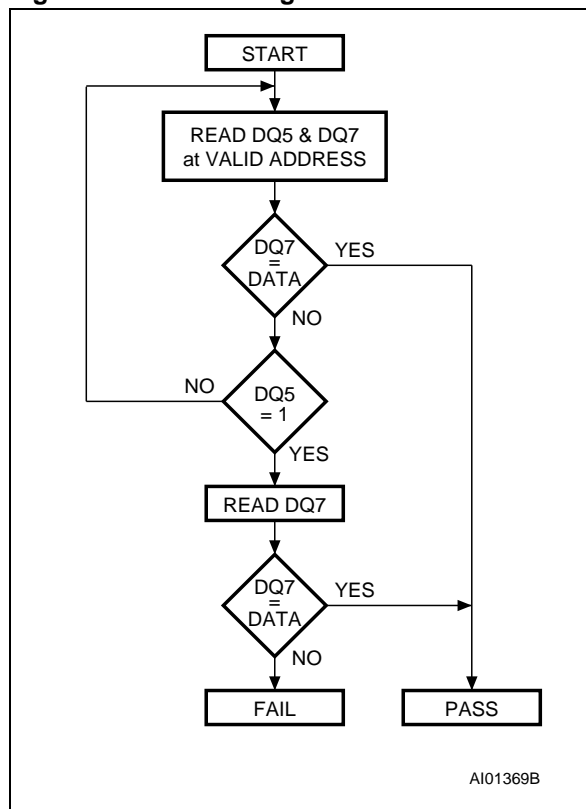 START
READ DQ5 & DQ7
at VALID ADDRESS
DQ7
=
DATA
YES
NO
NO
DQ5
= 1
YES
READ DQ7
DQ7
=
DATA
YES
NO
FAIL
PASS
AI01369B